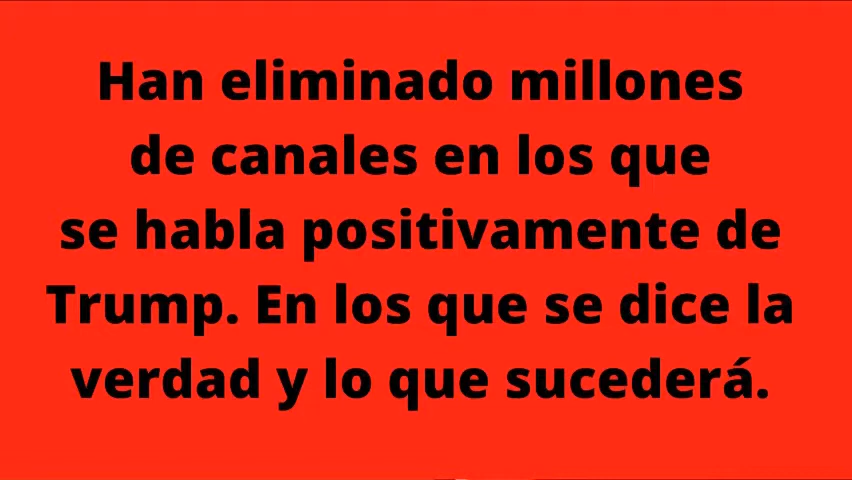 Han eliminado millones
de canales en los que
se habla positivamente de
Trump. En los que se dice la
verdad y lo que sucederá.